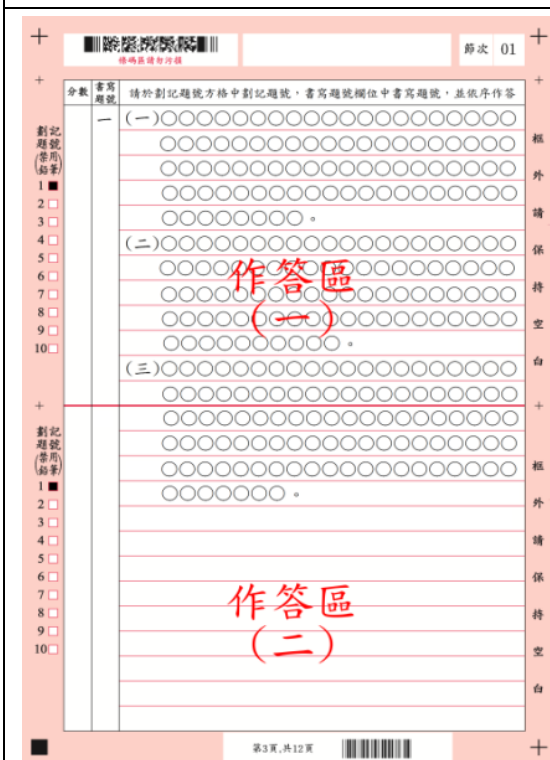 條碼區請勿污損
節次 01
分數
書寫題號
請於劃記題號方格中劃記題號，書寫題號欄位中書寫題號，並依序作答
劃記題號(禁用鉛筆)
1
2
3
4
5
6
7
8
9
10
一
(一)○○○○○○○○○○○○○○○○○○○○
○○○○○○○○○○○○○○○○○○○○
○○○○○○○○○○○○○○○○○○○○
○○○○○○○○○○○○○○○○○○○○
○○○○○○○○。
(二)○○○○○○○○○○○○○○○○○○○○
○○○○○○○○○○○○○○○○○○○○
○○○○○○○○○○○○○○○○○○○○
○○○○○○○○○○○○○○○○○○○○
○○○○○○○○○○。
作答區
(一)
(三)○○○○○○○○○○○○○○○○○○○○
○○○○○○○○○○○○○○○○○○○○
○○○○○○○○○○○○○○○○○○○○
○○○○○○○○○○○○○○○○○○○○
○○○○○○○○○○○○○○○○○○○○
○○○○○○○。
框外請保持空白
劃記題號(禁用鉛筆)
1
2
3
4
5
6
7
8
9
10
作答區
(二)
框外請保持空白
第3頁,共12頁